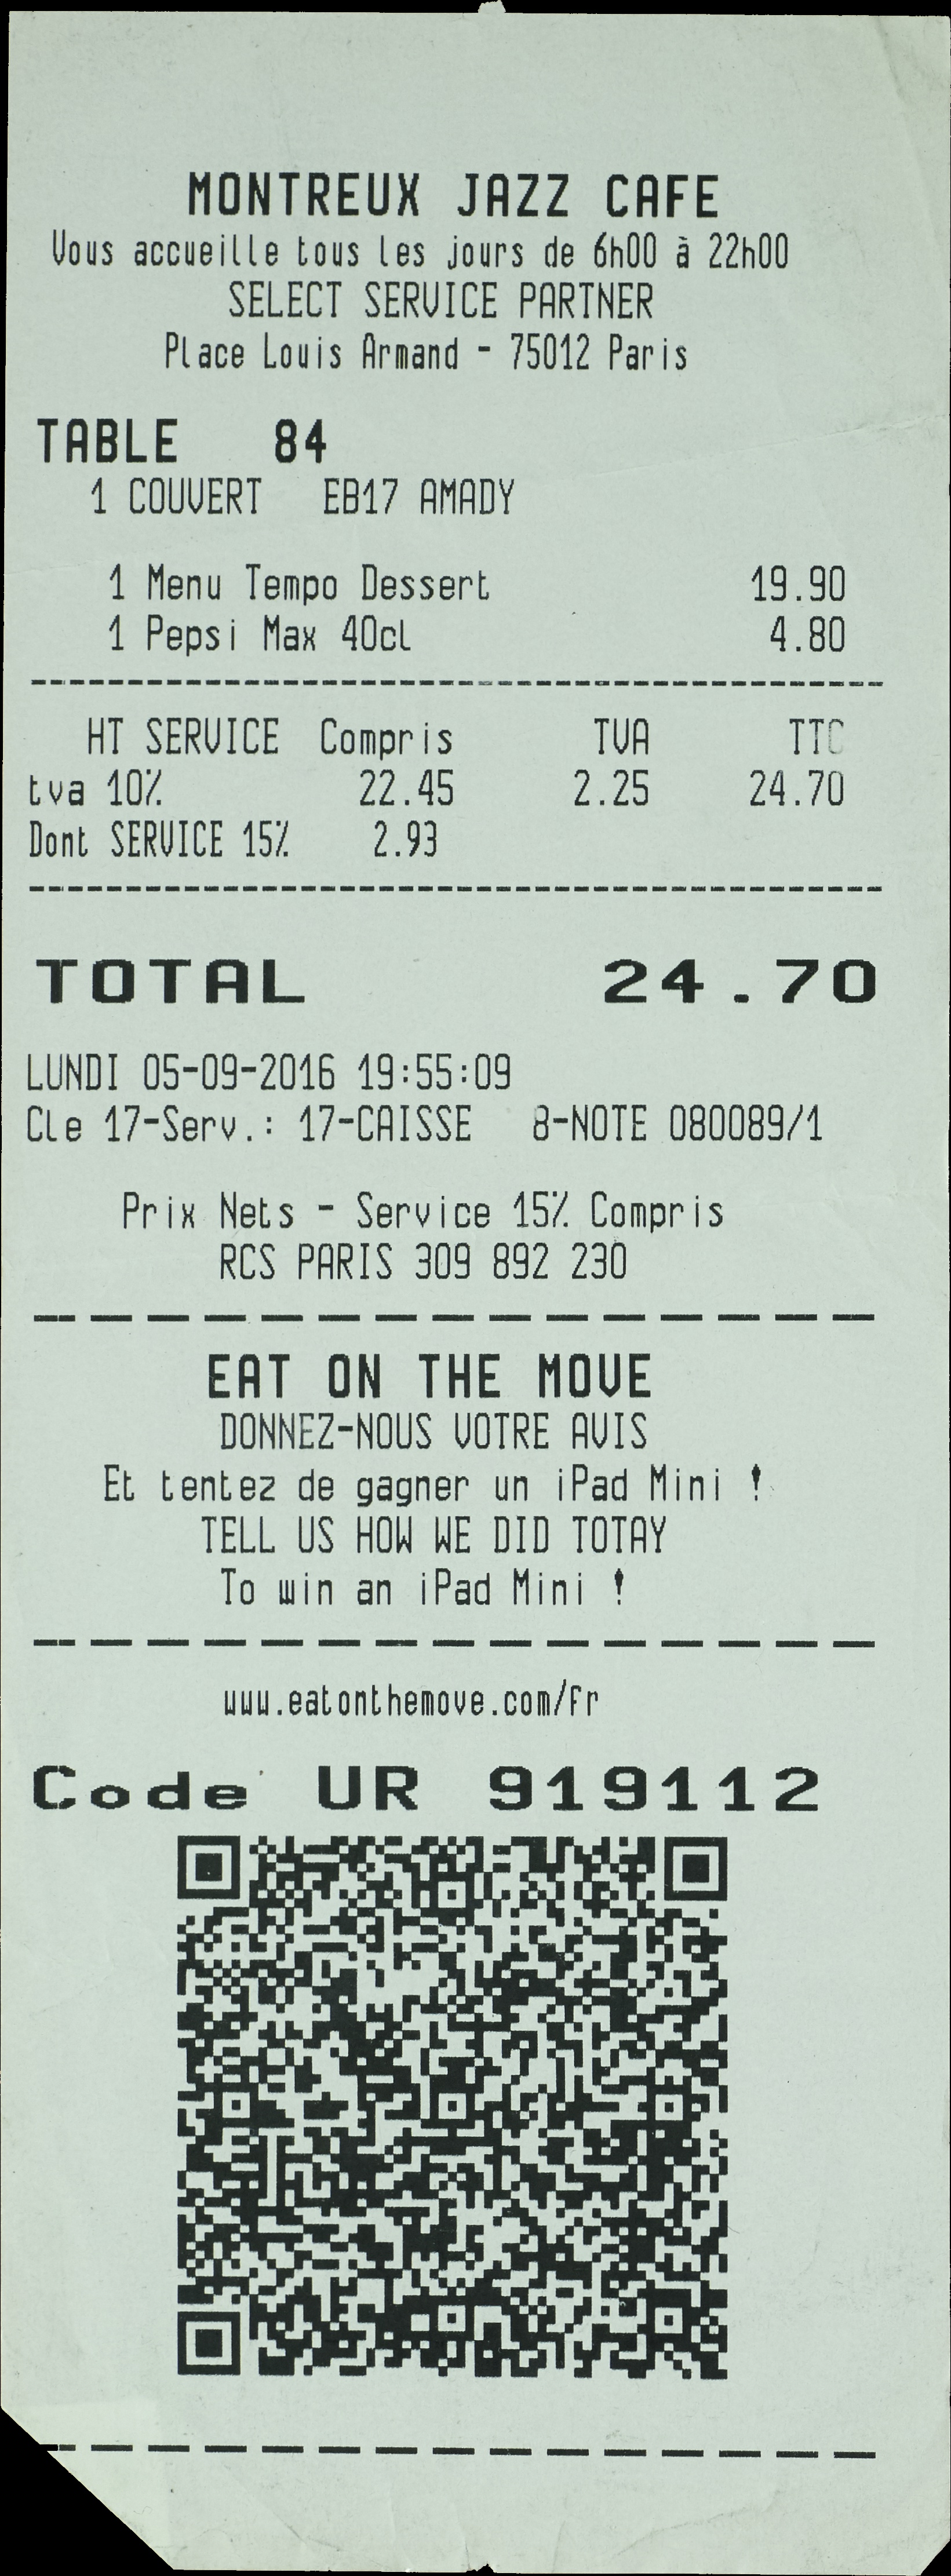 MONTREUX JAZZ CAFE
Vous accueille tous les jours de 6h00 à 22h00
SELECT SERVICE PARTNER
Place Louis Armand - 75012 Paris
TABLE 84
1 COUVERT EB17 AMADY
1 Menu Tempo Dessert 19.90
1 Pepsi Max 40cl 4.80
HT SERVICE Compris TVA TTC
tva 10% 22.45 2.25 24.70
Dont SERVICE 15% 2.93
TOTAL 24.70
LUNDI 05-09-2016 19:55:09
Cle 17-Serv.: 17-CAISSE 8-NOTE 080089/1
Prix Nets - Service 15% Compris
RCS PARIS 309 892 230
EAT ON THE MOVE
DONNEZ-NOUS VOTRE AVIS
Et tentez de gagner un iPad Mini !
TELL US HOW WE DID TOTAY
To win an iPad Mini !
www.eatonthemove.com/fr
Code UR 919112